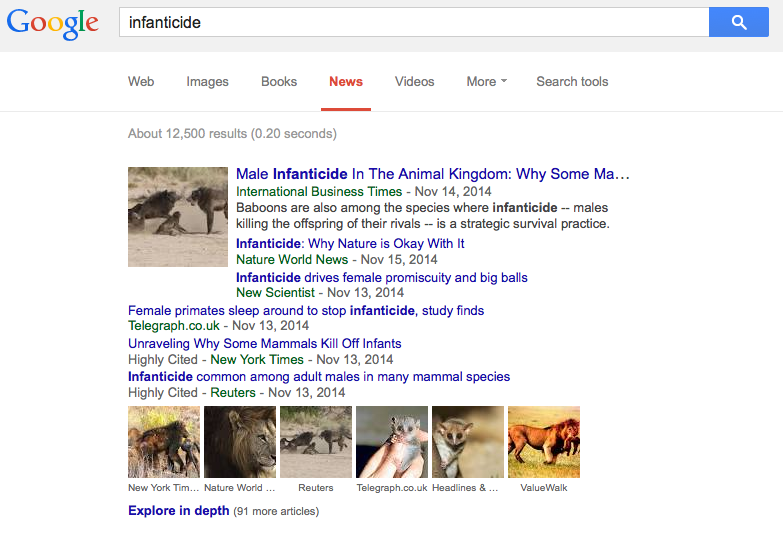 Google infanticide
Web Images Books News Videos More Search tools
About 12,500 results (0.20 seconds)
Male Infanticide In The Animal Kingdom: Why Some Ma…
International Business Times - Nov 14, 2014
Baboons are also among the species where infanticide -- males
killing the offspring of their rivals -- is a strategic survival practice.
Infanticide: Why Nature is Okay With It
Nature World News - Nov 15, 2014
Infanticide drives female promiscuity and big balls
New Scientist - Nov 13, 2014
Female primates sleep around to stop infanticide, study finds
Telegraph.co.uk - Nov 13, 2014
Unraveling Why Some Mammals Kill Off Infants
Highly Cited - New York Times - Nov 13, 2014
Infanticide common among adult males in many mammal species
Highly Cited - Reuters - Nov 13, 2014
New York Tim… Nature World … Reuters Telegraph.co.uk Headlines & … ValueWalk
Explore in depth (91 more articles)